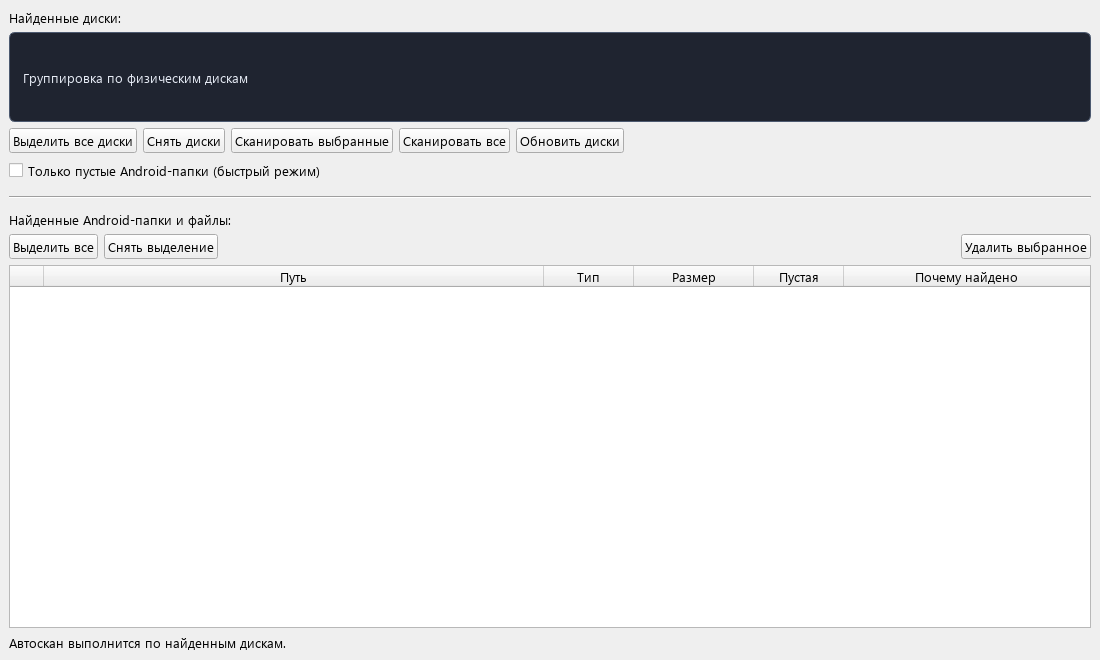 Найденные диски:
Группировка по физическим дискам
Выделить все диски Снять диски Сканировать выбранные Сканировать все Обновить диски
Только пустые Android-папки (быстрый режим)
Найденные Android-папки и файлы:
Выделить все Снять выделение Удалить выбранное
Путь Тип Размер Пустая Почему найдено
Автоскан выполнится по найденным дискам.